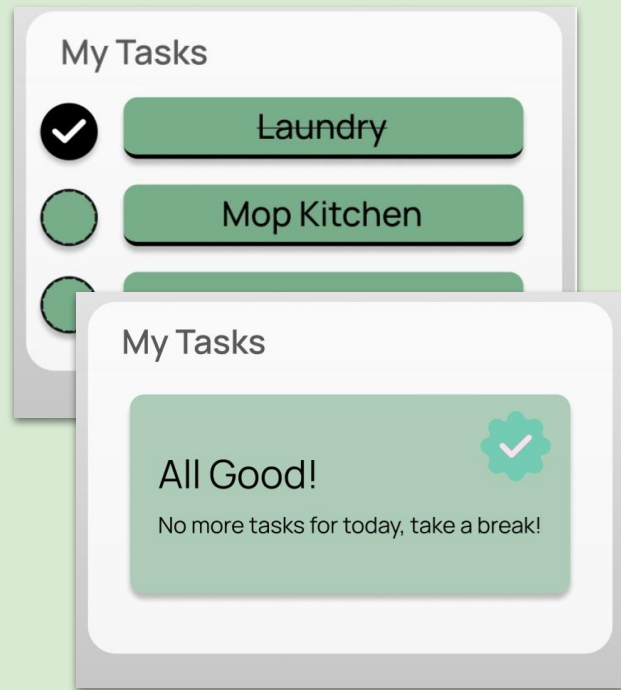 My Tasks
Laundry
Mop Kitchen
My Tasks
All Good!
No more tasks for today, take a break!